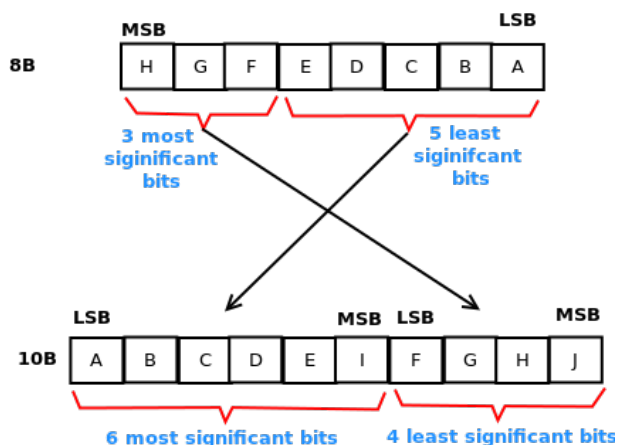 MSB
LSB
8B
H G F E D C B A
3 most
siginificant
bits
5 least
siginifcant
bits
LSB
MSB
LSB
MSB
10B
A B C D E I F G H J
6 most significant bits
4 least significant bits